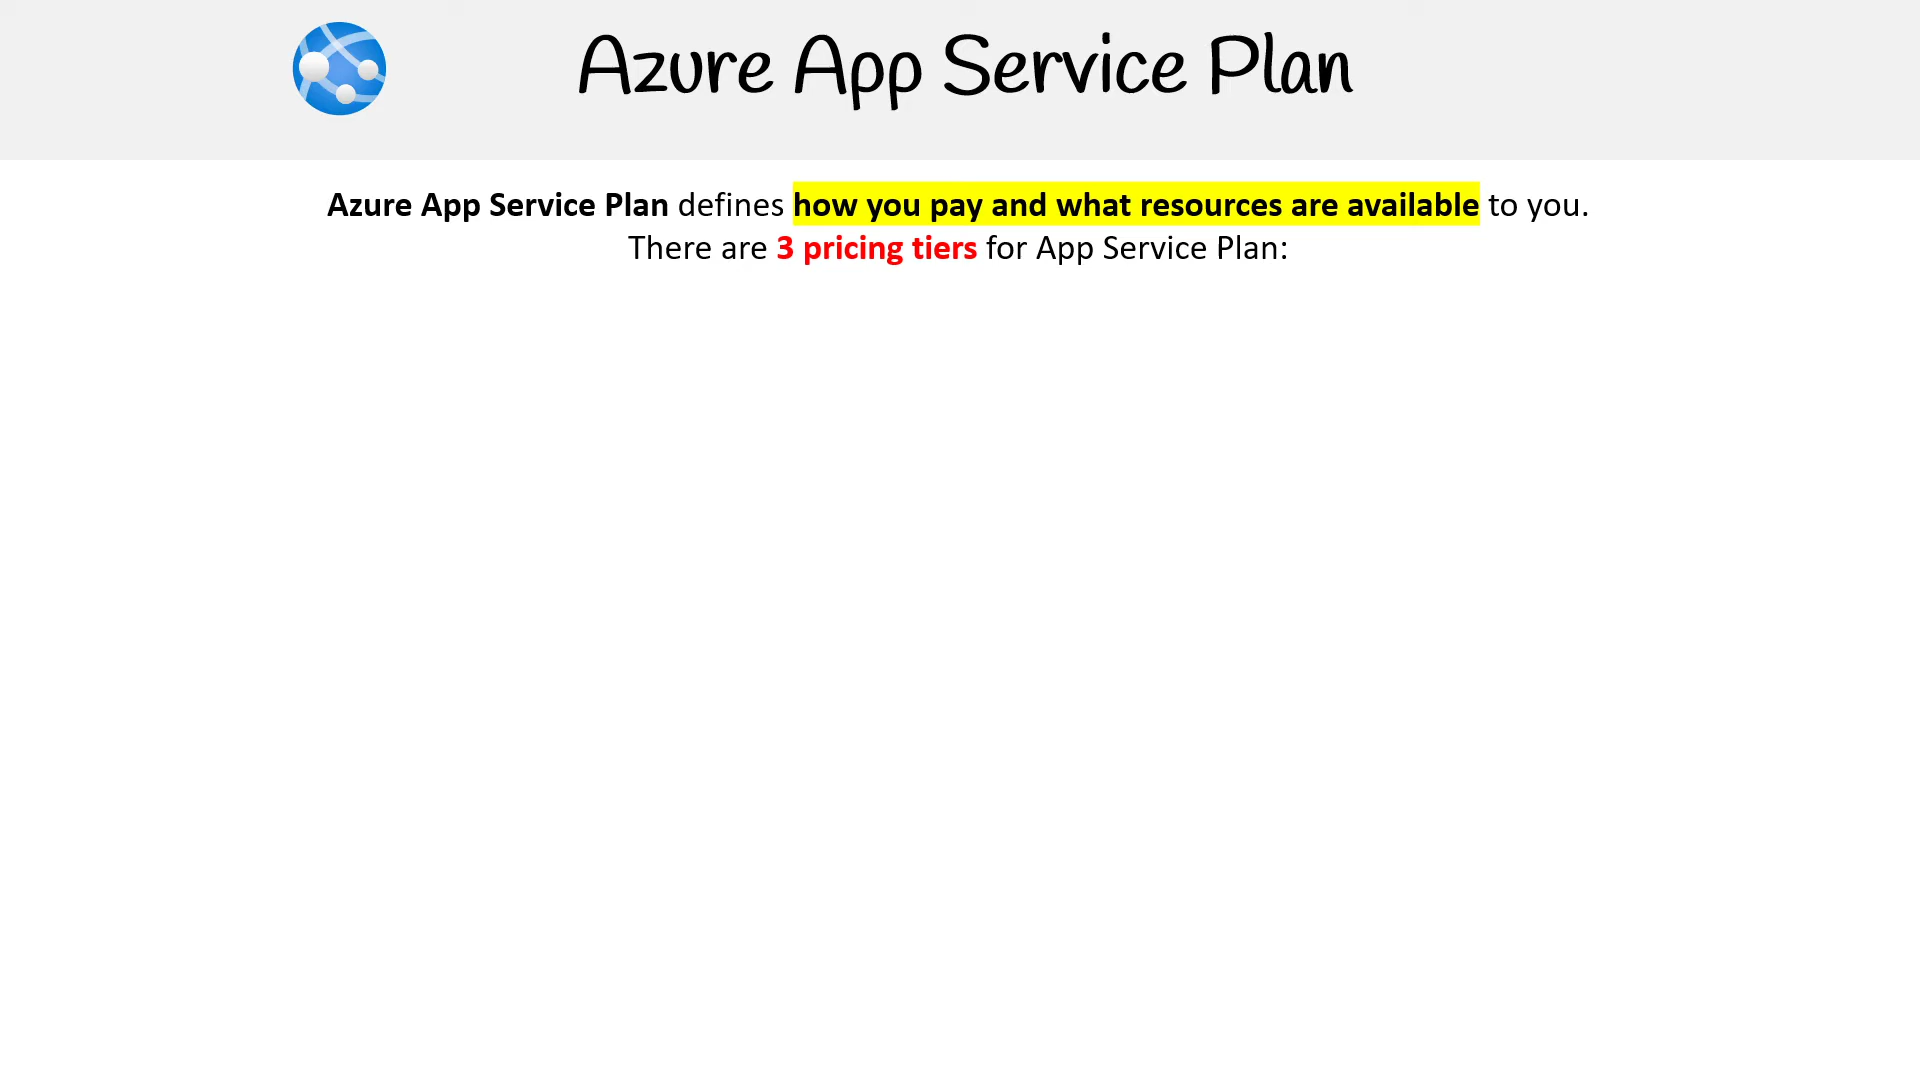 Azure App Service Plan
Azure App Service Plan defines how you pay and what resources are available to you.
There are 3 pricing tiers for App Service Plan: